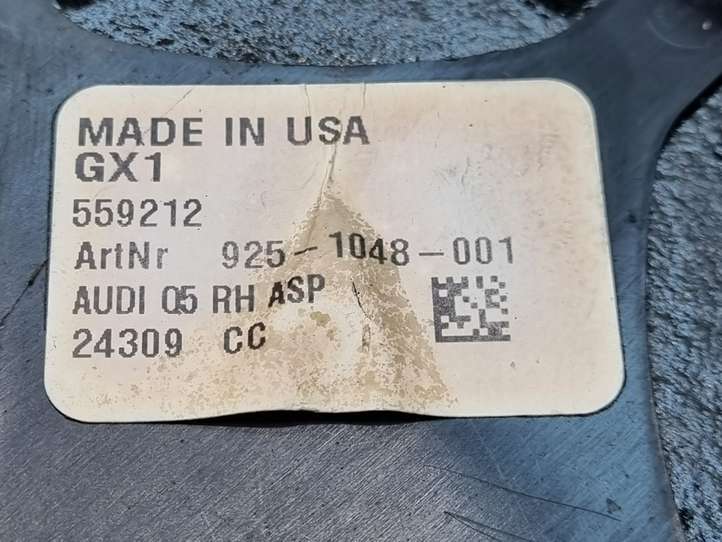 MADE IN USA
GX1
559212
ArtNr 925-1048-001
AUDI Q5 RH ASP
24309 CC